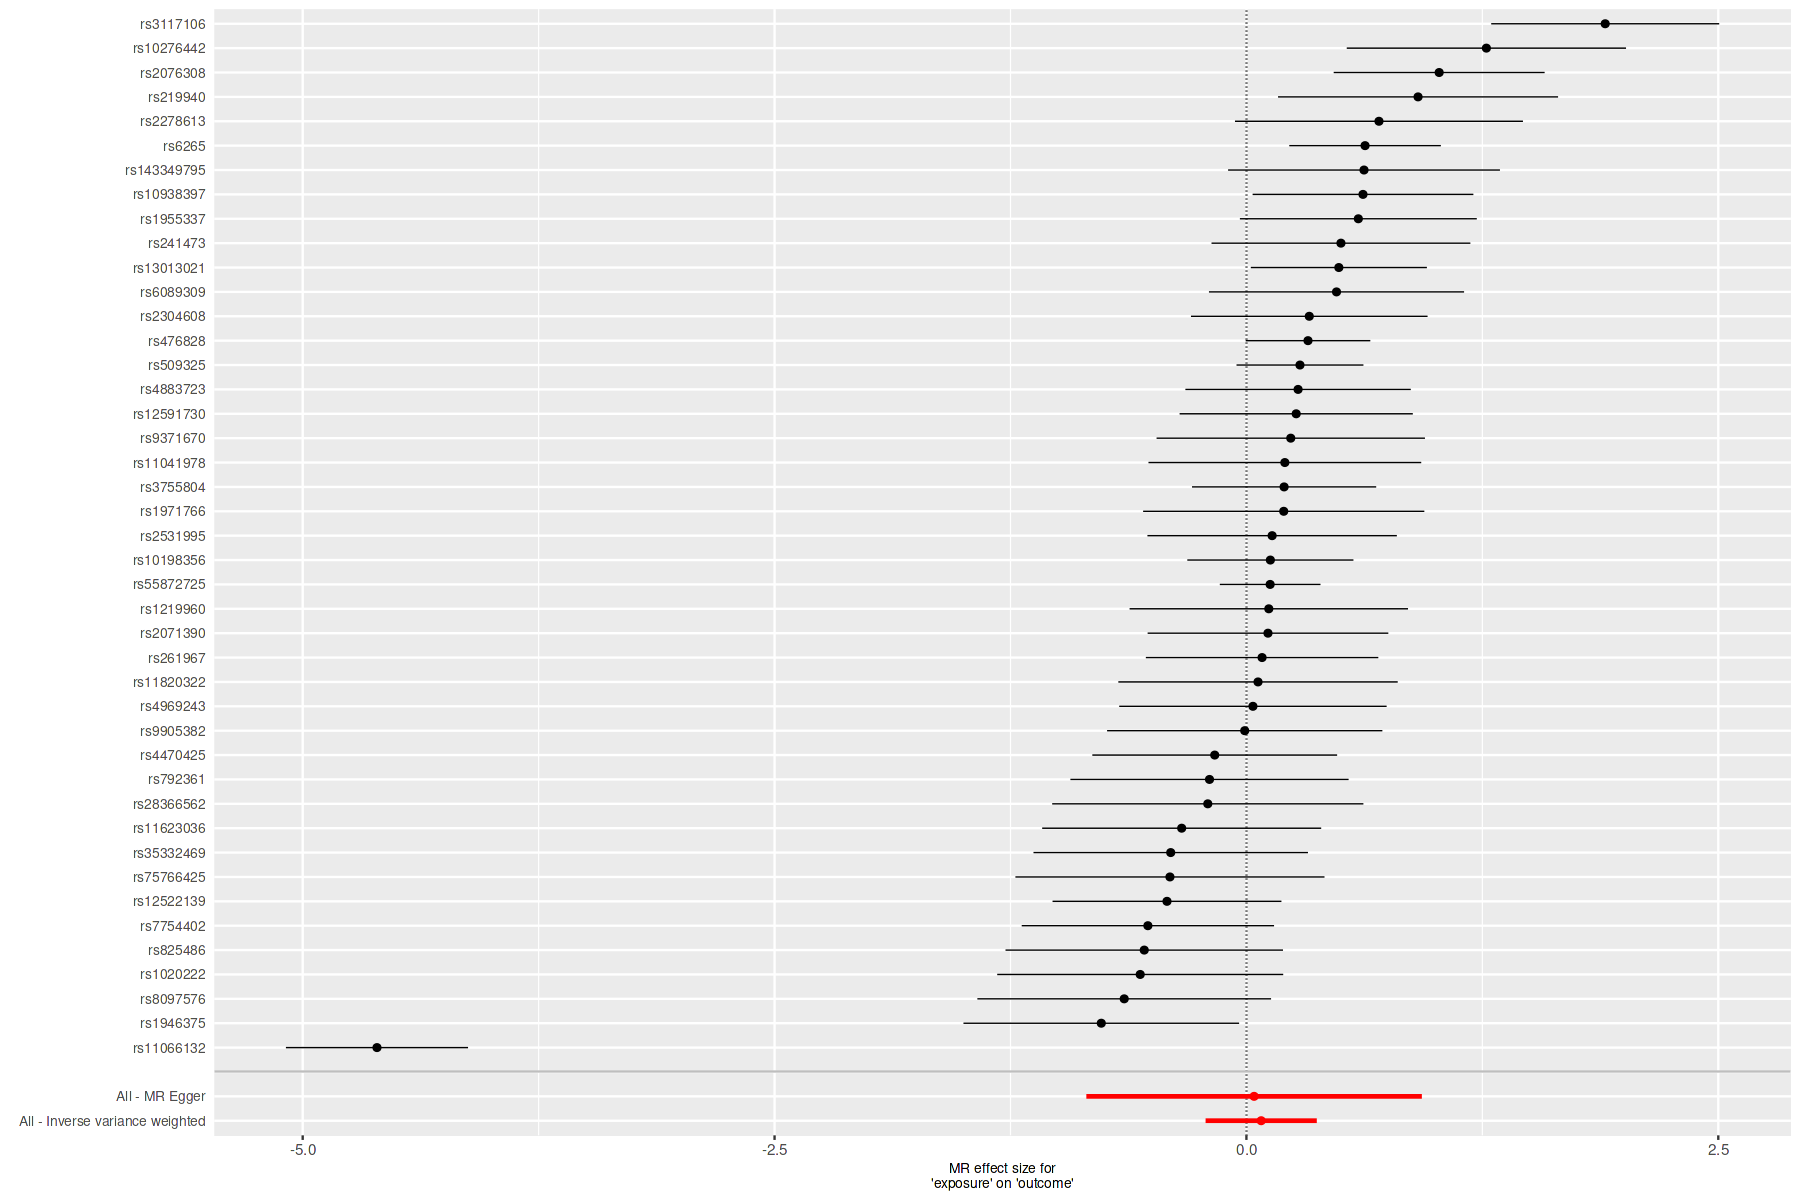 rs3117106
rs10276442
rs2076308
rs219940
rs2278613
rs6265
rs143349795
rs10938397
rs1955337
rs241473
rs13013021
rs6089309
rs2304608
rs476828
rs509325
rs4883723
rs12591730
rs9371670
rs11041978
rs3755804
rs1971766
rs2531995
rs10198356
rs55872725
rs1219960
rs2071390
rs261967
rs11820322
rs4969243
rs9905382
rs4470425
rs792361
rs28366562
rs11623036
rs35332469
rs75766425
rs12522139
rs7754402
rs825486
rs1020222
rs8097576
rs1946375
rs11066132
All - MR Egger
All - Inverse variance weighted
-5.0 -2.5 0.0 2.5
MR effect size for
'exposure' on 'outcome'